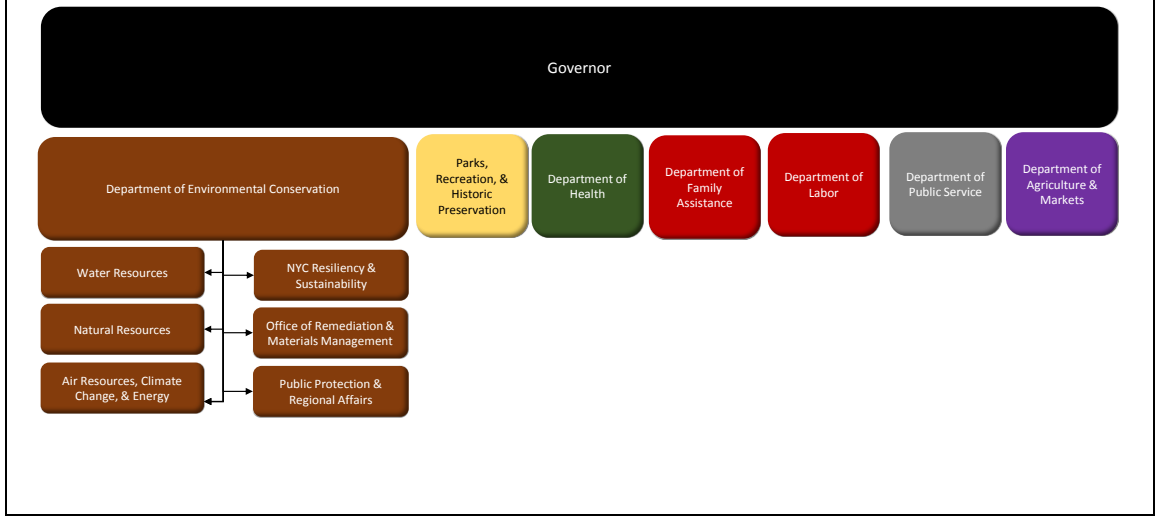 Governor
Department of Environmental Conservation
Parks,
Recreation, &
Historic
Preservation
Department of
Health
Department of
Family
Assistance
Department of
Labor
Department of
Public Service
Department of
Agriculture &
Markets
Water Resources
NYC Resiliency &
Sustainability
Natural Resources
Office of Remediation &
Materials Management
Air Resources, Climate
Change, & Energy
Public Protection &
Regional Affairs